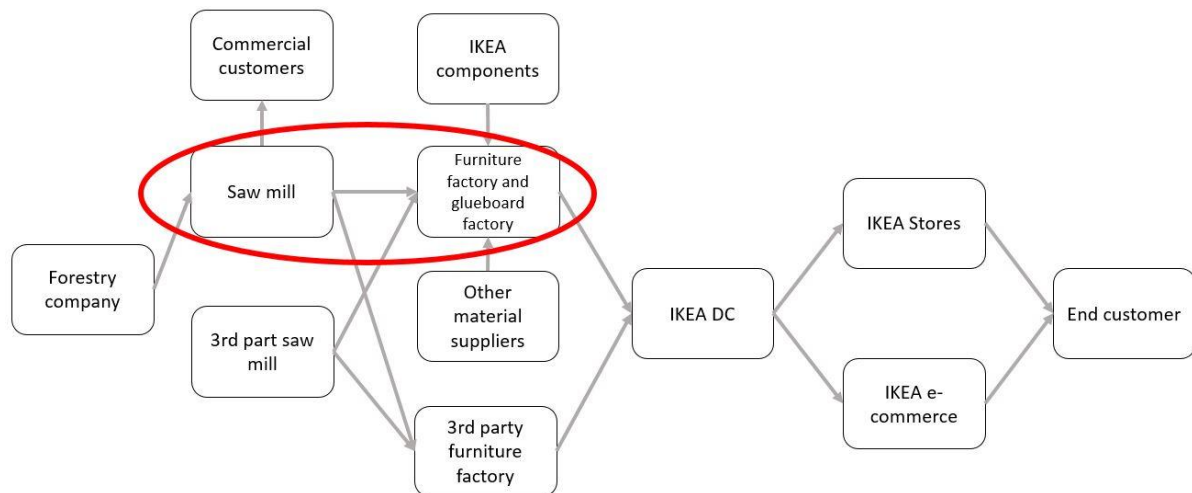 Commercial
customers
IKEA
components
Saw mill
Furniture
factory and
glueboard
factory
Forestry
company
3rd part saw
mill
Other
material
suppliers
3rd party
furniture
factory
IKEA DC
IKEA Stores
IKEA e-
commerce
End customer